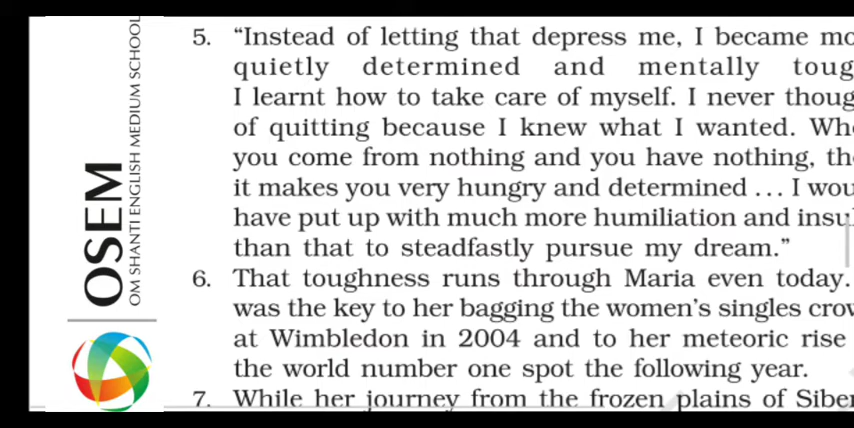 OSEM
OM SHANTI ENGLISH MEDIUM SCHOOL
5. “Instead of letting that depress me, I became
quietly determined and mentally
I learnt how to take care of myself. I never
of quitting because I knew what I wanted.
you come from nothing and you have nothing,
it makes you very hungry and determined ... I
have put up with much more humiliation and
than that to steadfastly pursue my dream.”
6. That toughness runs through Maria even today.
was the key to her bagging the women’s singles
at Wimbledon in 2004 and to her meteoric rise
the world number one spot the following year.
7. While her journey from the frozen plains of